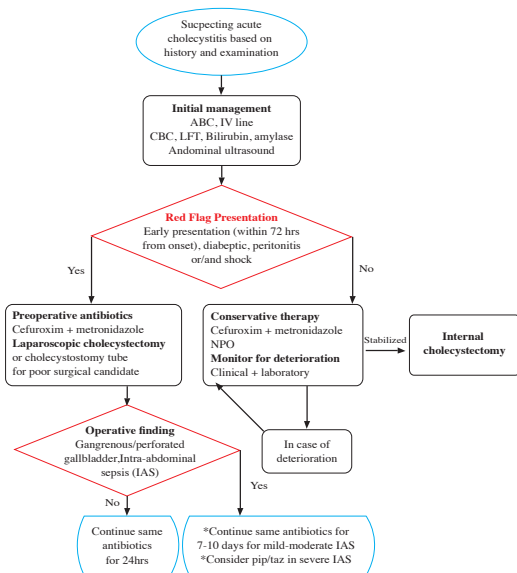 Sucpecting acute
cholecystitis based on
history and examination
Initial management
ABC, IV line
CBC, LFT, Bilirubin, amylase
Andominal ultrasound
Red Flag Presentation
Early presentation (within 72 hrs
from onset), diabeptic, peritonitis
or/and shock
Yes
No
Preoperative antibiotics
Cefuroxim + metronidazole
Laparoscopic cholecystectomy
or cholecystostomy tube
for poor surgical candidate
Conservative therapy
Cefuroxim + metronidazole
NPO
Monitor for deterioration
Clinical + laboratory
Stabilized
Internal
cholecystectomy
Operative finding
Gangrenous/perforated
gallbladder,Intra-abdominal
sepsis (IAS)
In case of
deterioration
No
Yes
Continue same
antibiotics
for 24hrs
*Continue same antibiotics for
7-10 days for mild-moderate IAS
*Consider pip/taz in severe IAS